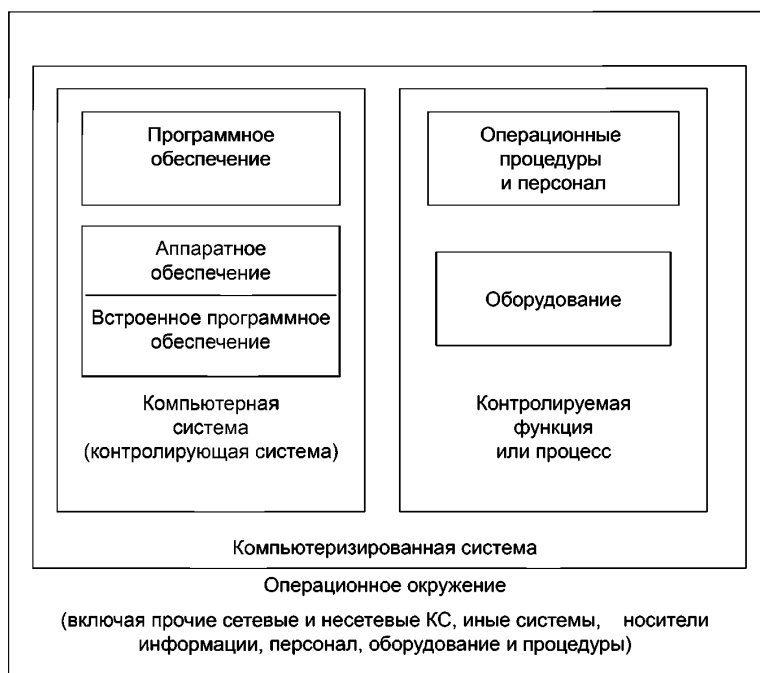 Программное
обеспечение
Аппаратное
обеспечение
Встроенное программное
обеспечение
Компьютерная
система
(контролирующая система)
Операционные
процедуры
и персонал
Оборудование
Контролируемая
функция
или процесс
Компьютеризированная система
Операционное окружение
(включая прочие сетевые и несетевые КС, иные системы, носители
информации, персонал, оборудование и процедуры)